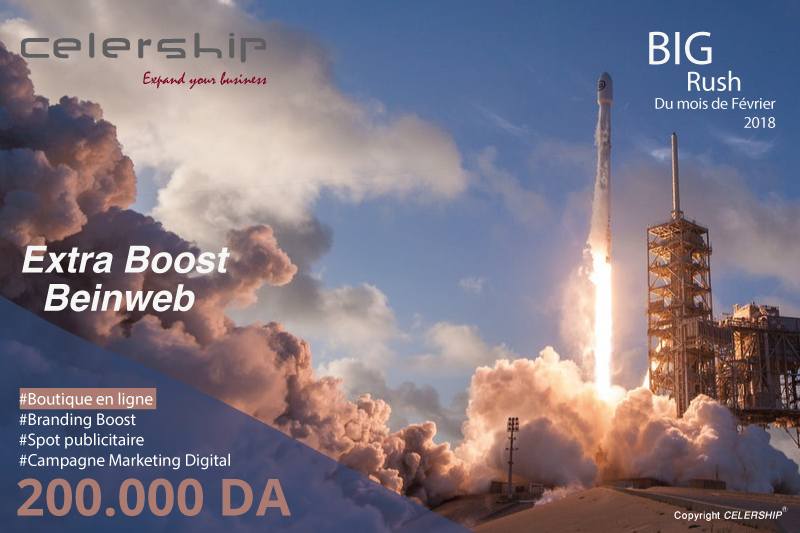 celership
Expand your business
BIG
Rush
Du mois de Février
2018
Extra Boost
Beinweb
#Boutique en ligne
#Branding Boost
#Spot publicitaire
#Campagne Marketing Digital
200.000 DA
Copyright CELERSHIP®